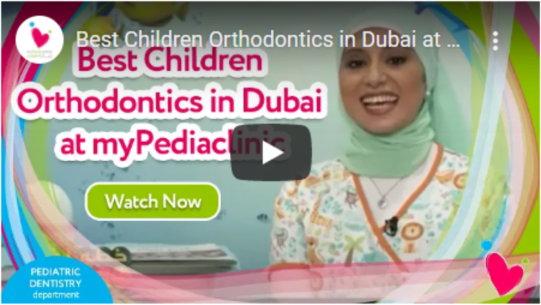 Best Children Orthodontics in Dubai at ...
Best Children
Orthodontics in Dubai
at myPediaclinic
Watch Now
PEDIATRIC
DENTISTRY
department